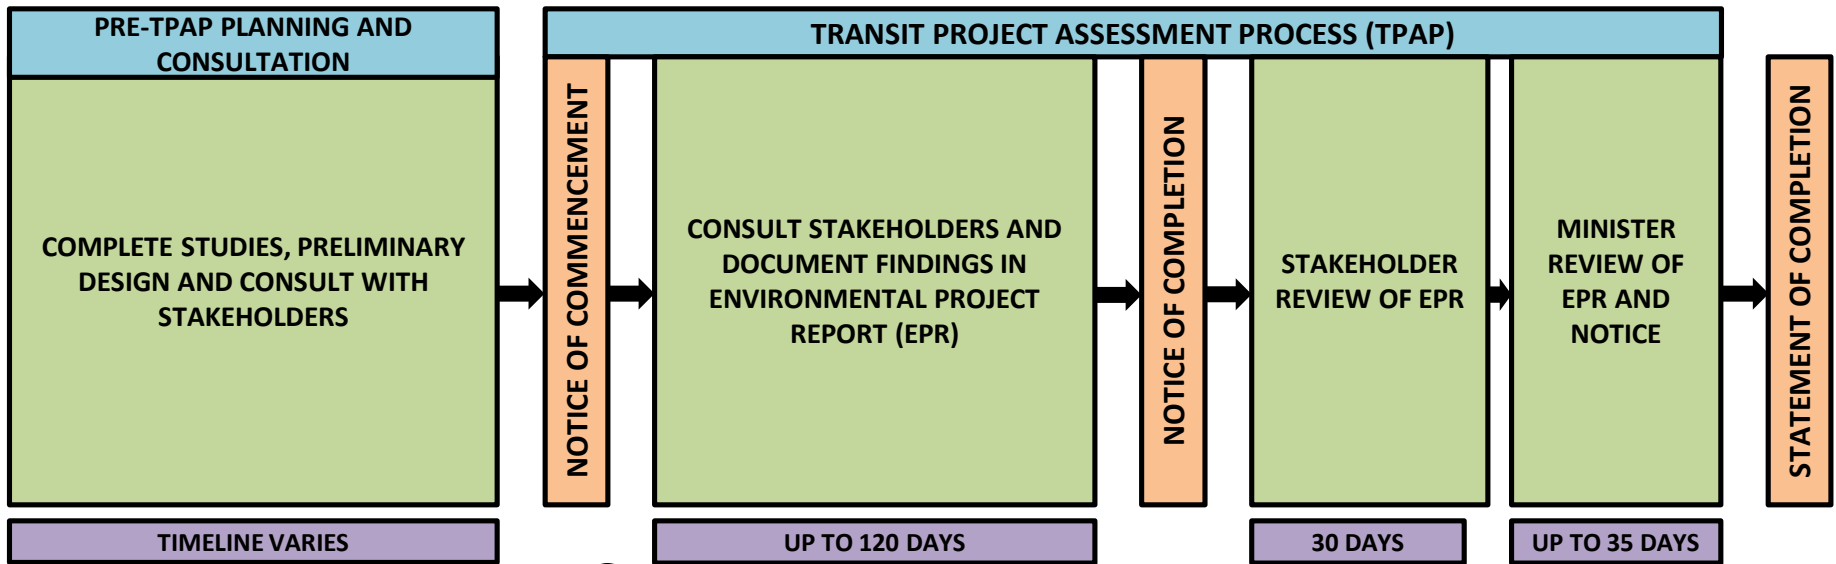 PRE-TPAP PLANNING AND
CONSULTATION
COMPLETE STUDIES, PRELIMINARY
DESIGN AND CONSULT WITH
STAKEHOLDERS
TIMELINE VARIES
TRANSIT PROJECT ASSESSMENT PROCESS (TPAP)
NOTICE OF COMMENCEMENT
CONSULT STAKEHOLDERS AND
DOCUMENT FINDINGS IN
ENVIRONMENTAL PROJECT
REPORT (EPR)
UP TO 120 DAYS
NOTICE OF COMPLETION
STAKEHOLDER
REVIEW OF EPR
30 DAYS
MINISTER
REVIEW OF
EPR AND
NOTICE
UP TO 35 DAYS
STATEMENT OF COMPLETION